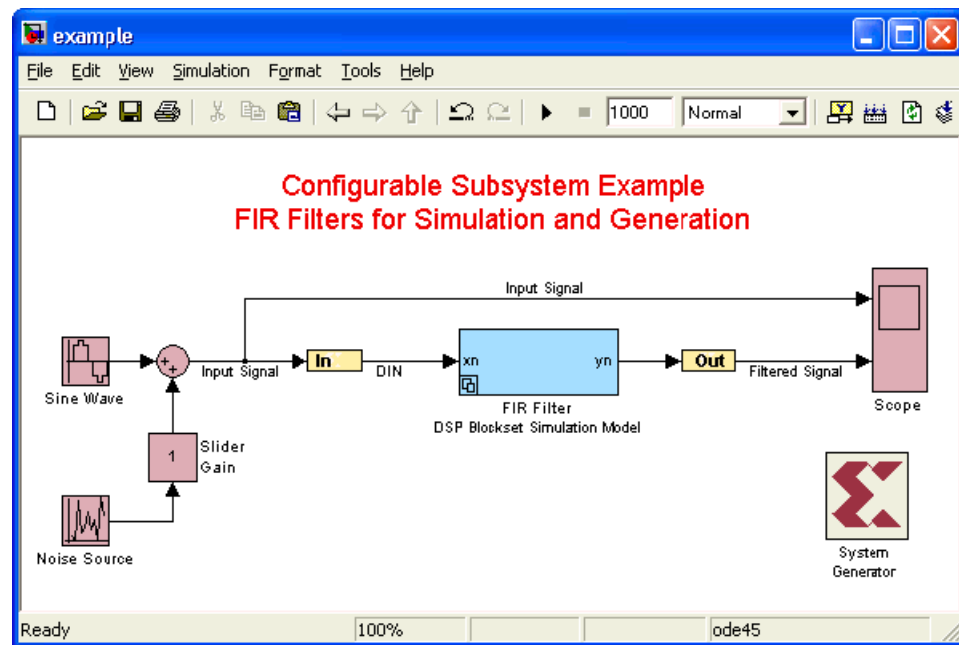 example
File Edit View Simulation Format Tools Help
1000 Normal
Configurable Subsystem Example
FIR Filters for Simulation and Generation
Input Signal
Sine Wave
+
+
Input Signal
In
DIN
xn
yn
FIR Filter
DSP Blockset Simulation Model
Out
Filtered Signal
Scope
1
Slider
Gain
Noise Source
System
Generator
Ready 100% ode45